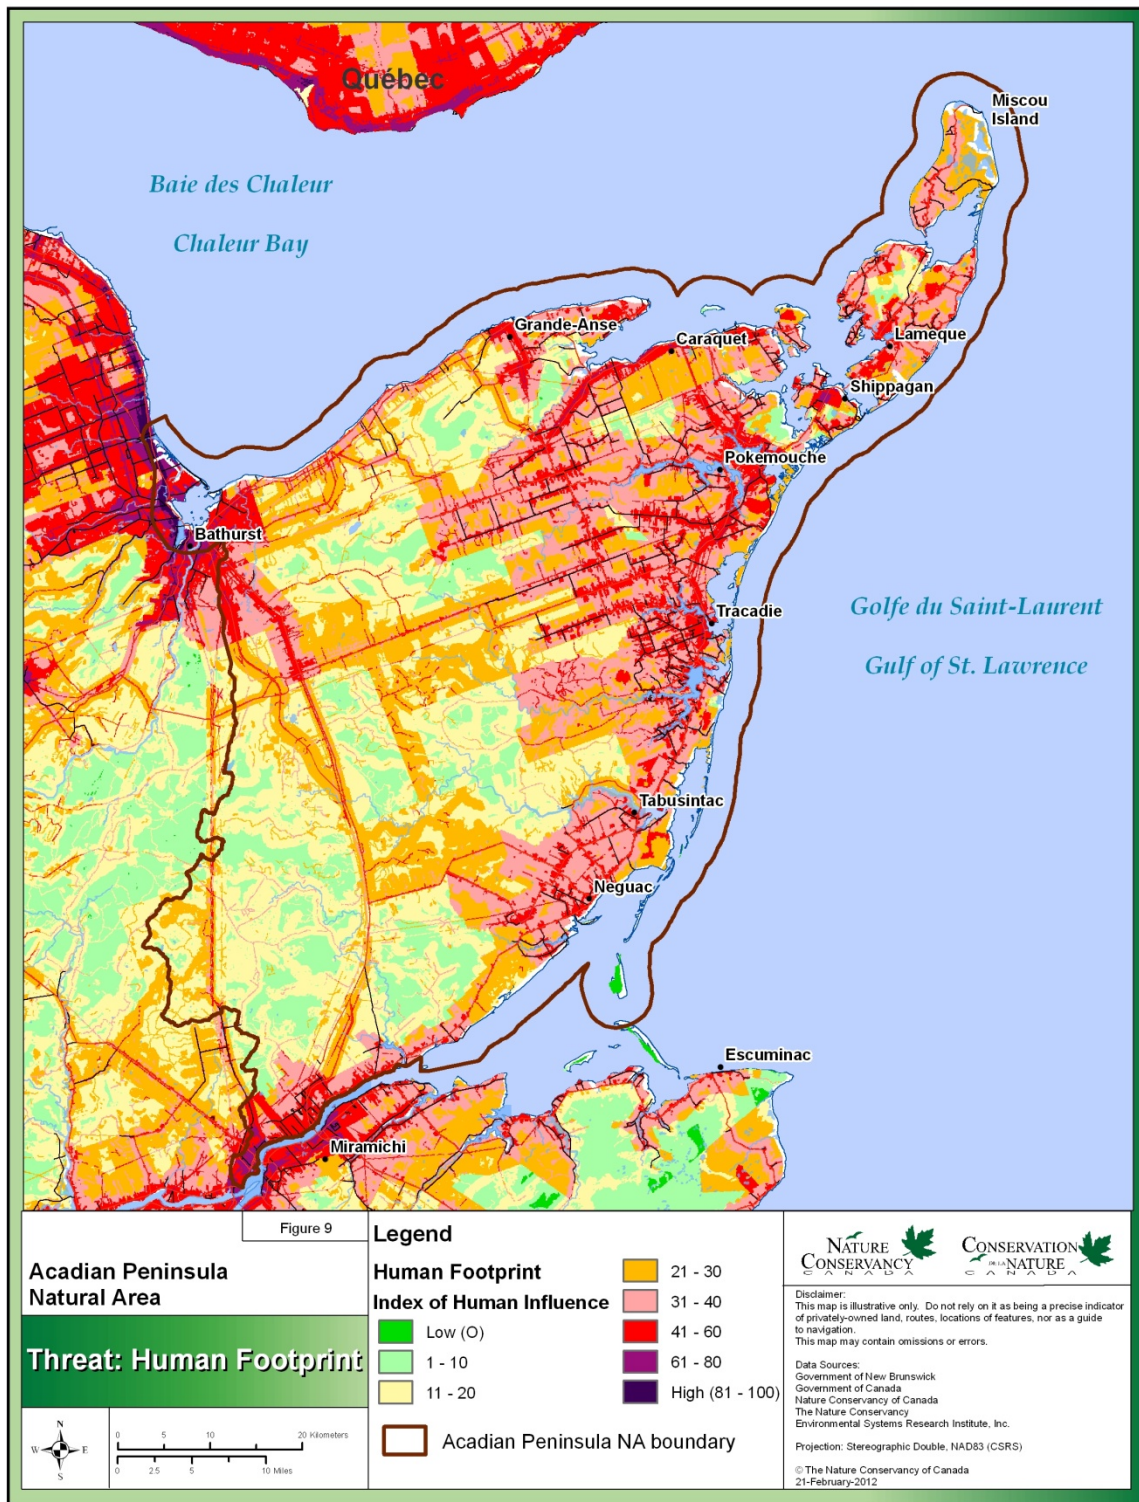 Québec
Miscou
Island
Baie des Chaleur
Chaleur Bay
Grande-Anse
Caraquet
Lamèque
Shippagan
Pokemouche
Bathurst
Tracadie
Golfe du Saint-Laurent
Gulf of St. Lawrence
Tabusintac
Neguac
Escuminac
Miramichi
Figure 9
Acadian Peninsula
Natural Area
Threat: Human Footprint
N
W E
S
0 5 10 20 Kilometers
0 2.5 5 10 Miles
Legend
Human Footprint
Index of Human Influence
Low (O)
1 - 10
11 - 20
21 - 30
31 - 40
41 - 60
61 - 80
High (81 - 100)
Acadian Peninsula NA boundary
NATURE
CONSERVANCY
CANADA
CONSERVATION
DE LA NATURE
CANADA
Disclaimer:
This map is illustrative only. Do not rely on it as being a precise indicator
of privately-owned land, routes, locations of features, nor as a guide
to navigation.
This map may contain omissions or errors.
Data Sources:
Government of New Brunswick
Government of Canada
Nature Conservancy of Canada
The Nature Conservancy
Environmental Systems Research Institute, Inc.
Projection: Stereographic Double, NAD83 (CSRS)
© The Nature Conservancy of Canada
21-February-2012